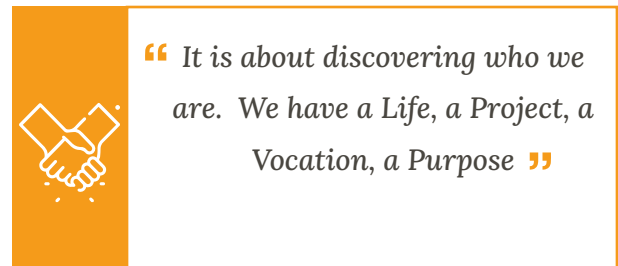 “ It is about discovering who we
are.  We have a Life, a Project, a
Vocation, a Purpose ”